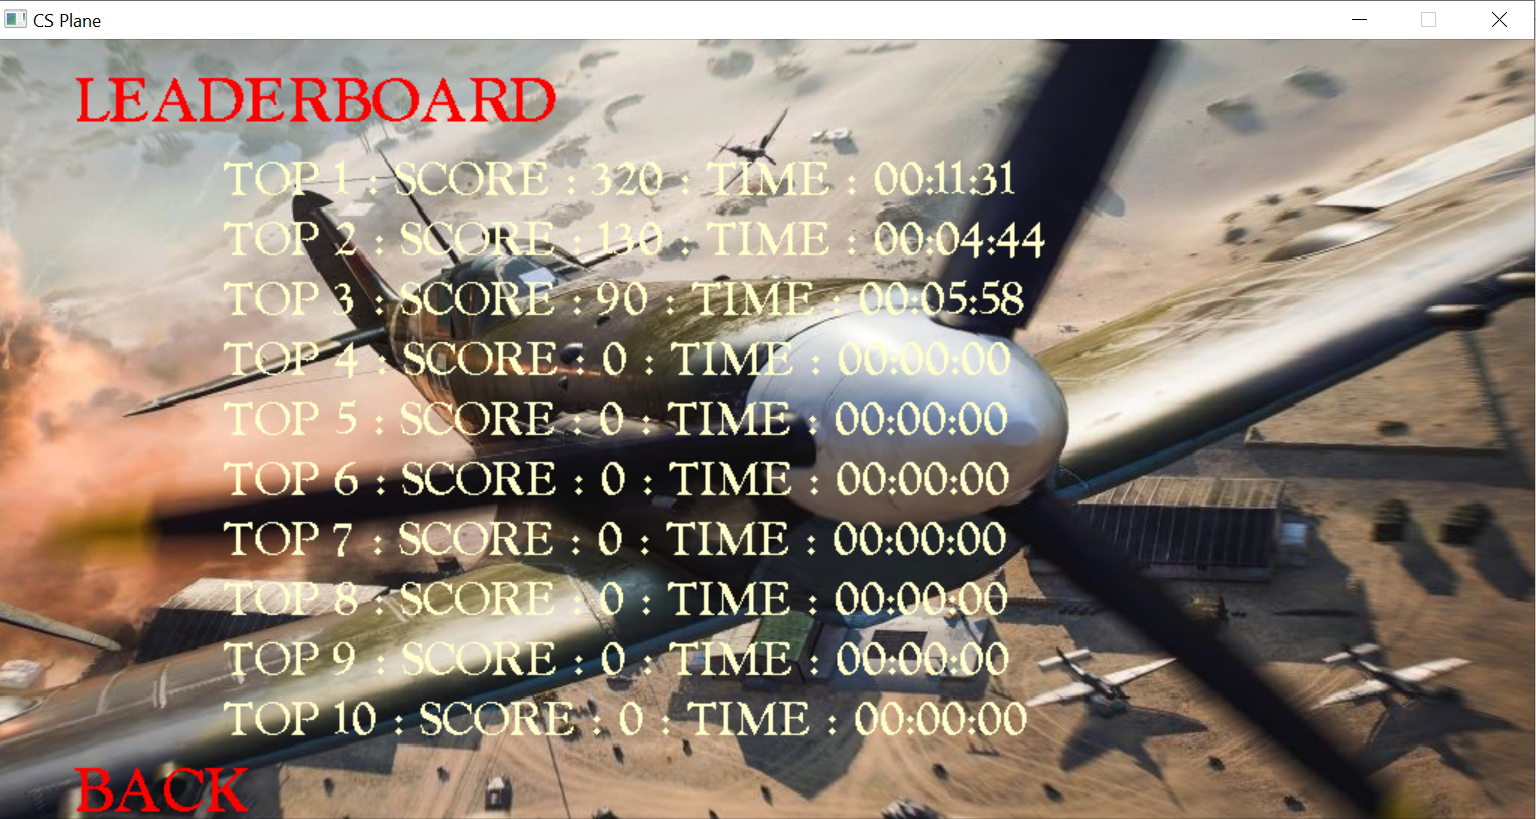 CS Plane
LEADERBOARD
TOP 1 : SCORE : 320 : TIME : 00:11:31
TOP 2 : SCORE : 130 : TIME : 00:04:44
TOP 3 : SCORE : 90 : TIME : 00:05:58
TOP 4 : SCORE : 0 : TIME : 00:00:00
TOP 5 : SCORE : 0 : TIME : 00:00:00
TOP 6 : SCORE : 0 : TIME : 00:00:00
TOP 7 : SCORE : 0 : TIME : 00:00:00
TOP 8 : SCORE : 0 : TIME : 00:00:00
TOP 9 : SCORE : 0 : TIME : 00:00:00
TOP 10 : SCORE : 0 : TIME : 00:00:00
BACK